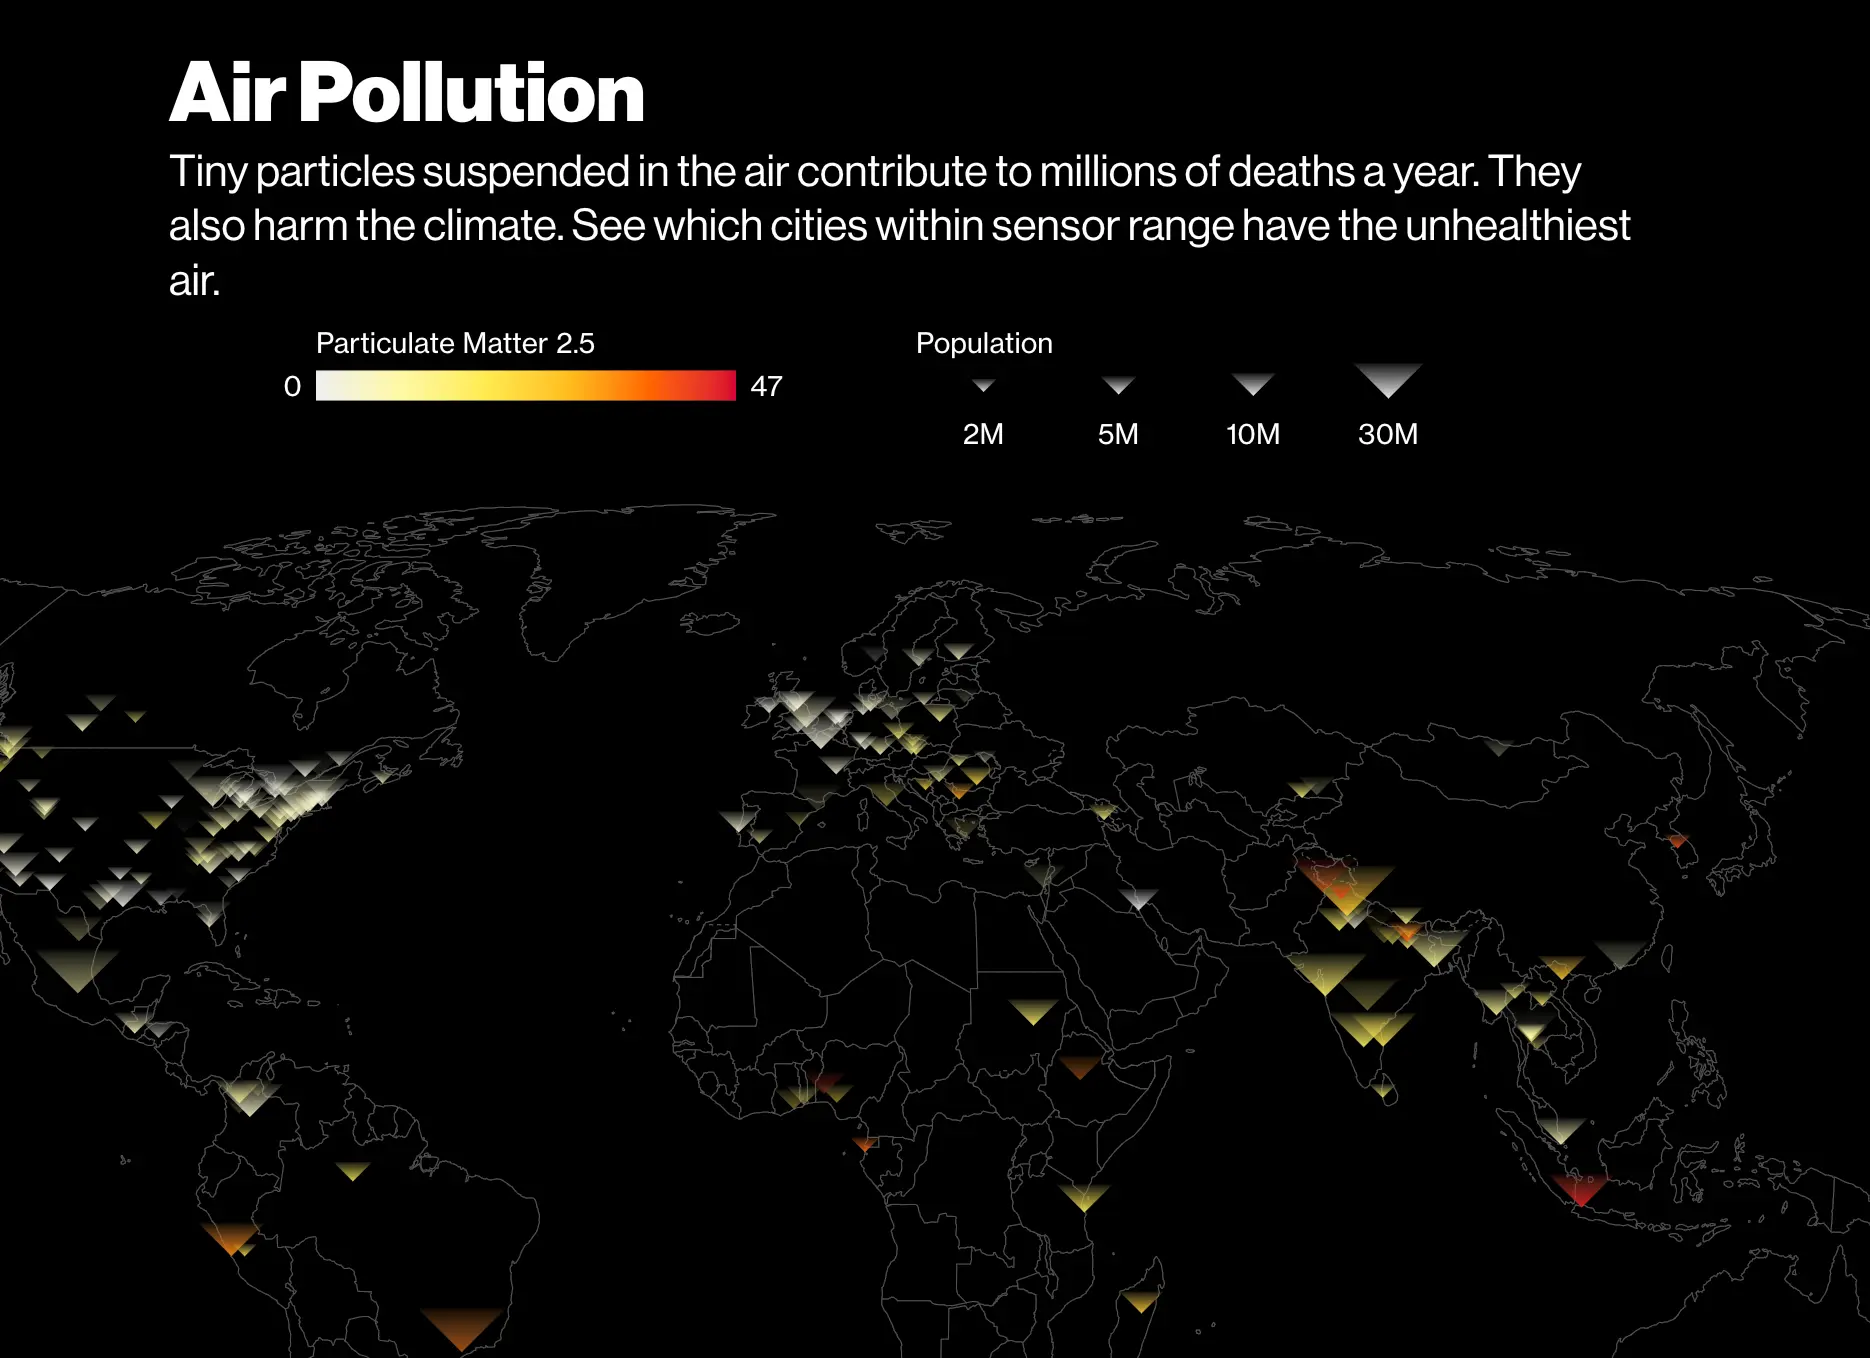 Air Pollution
Tiny particles suspended in the air contribute to millions of deaths a year. They
also harm the climate. See which cities within sensor range have the unhealthiest
air.
Particulate Matter 2.5
0 47
Population
2M 5M 10M 30M